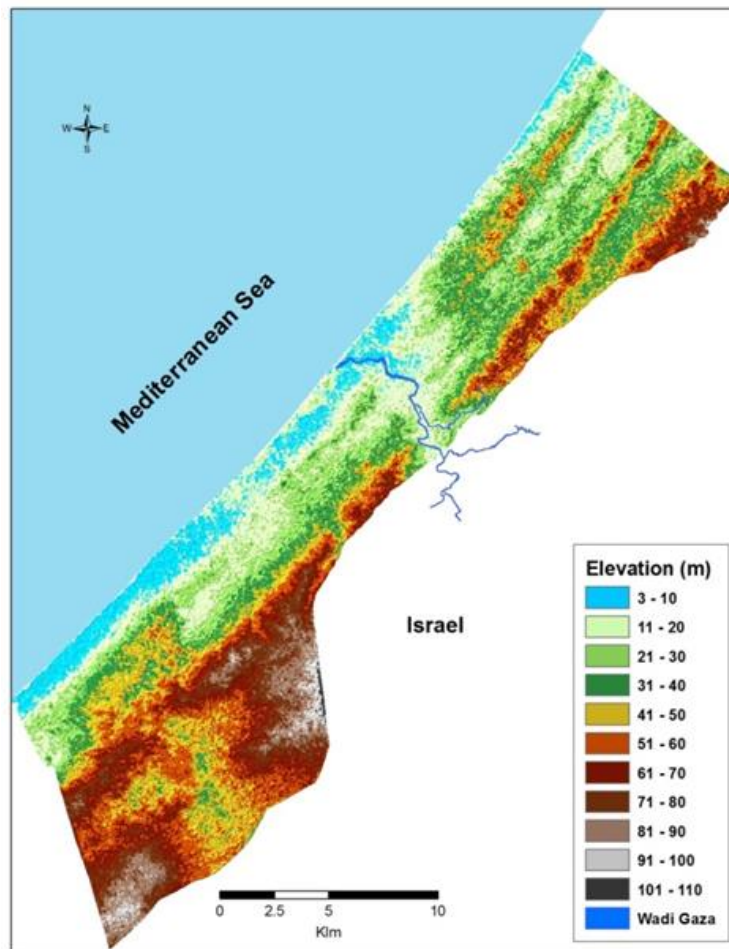 N
W E
S
Mediterranean Sea
Israel
Elevation (m)
3 - 10
11 - 20
21 - 30
31 - 40
41 - 50
51 - 60
61 - 70
71 - 80
81 - 90
91 - 100
101 - 110
Wadi Gaza
0 2.5 5 10
Klm